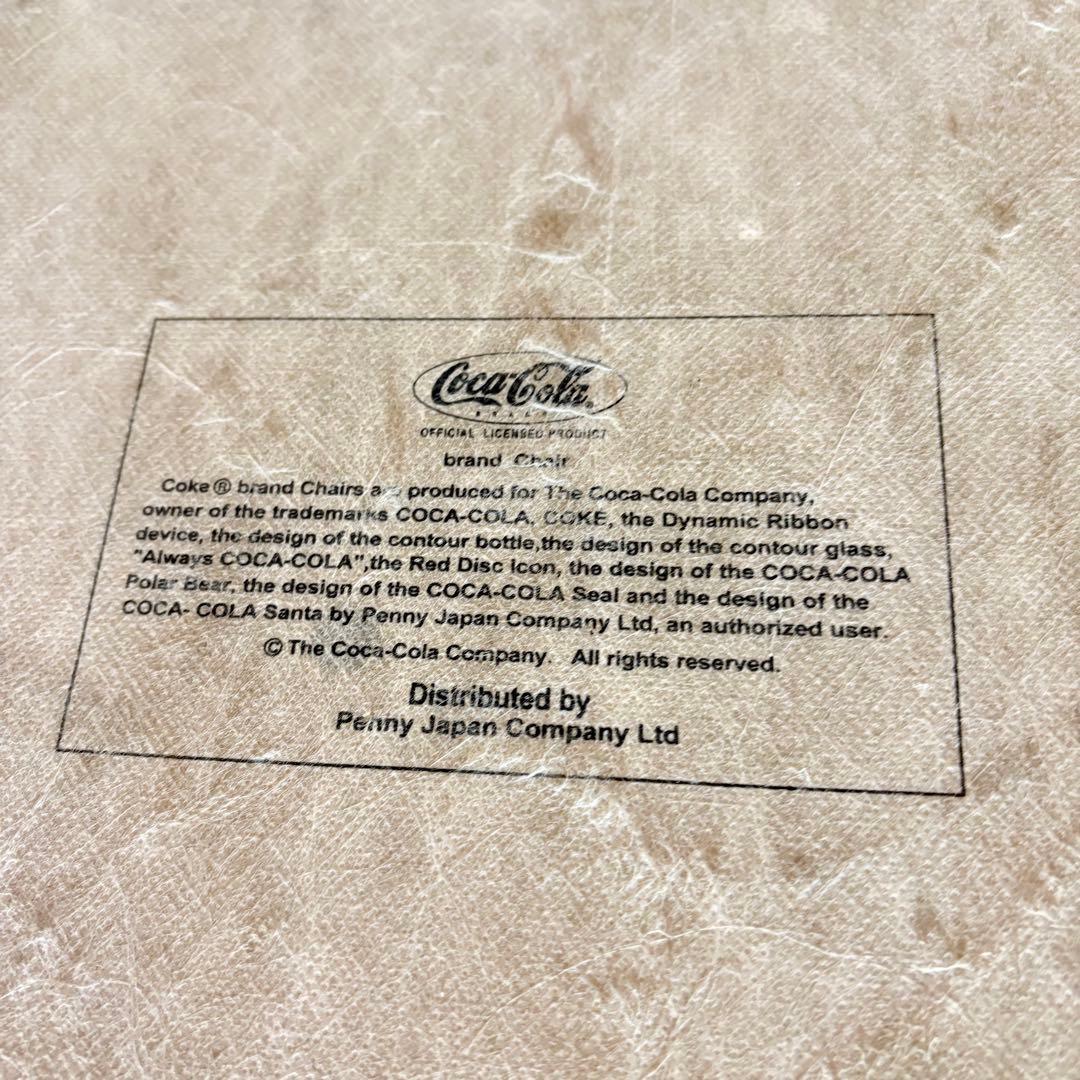 Coca-Cola
BRAND
OFFICIAL LICENSED PRODUCT
brand Chair
Coke ® brand Chairs are produced for The Coca-Cola Company,
owner of the trademarks COCA-COLA, COKE, the Dynamic Ribbon
device, the design of the contour bottle,the design of the contour glass,
"Always COCA-COLA",the Red Disc Icon, the design of the COCA-COLA
Polar Bear, the design of the COCA-COLA Seal and the design of the
COCA- COLA Santa by Penny Japan Company Ltd, an authorized user.
© The Coca-Cola Company. All rights reserved.
Distributed by
Penny Japan Company Ltd